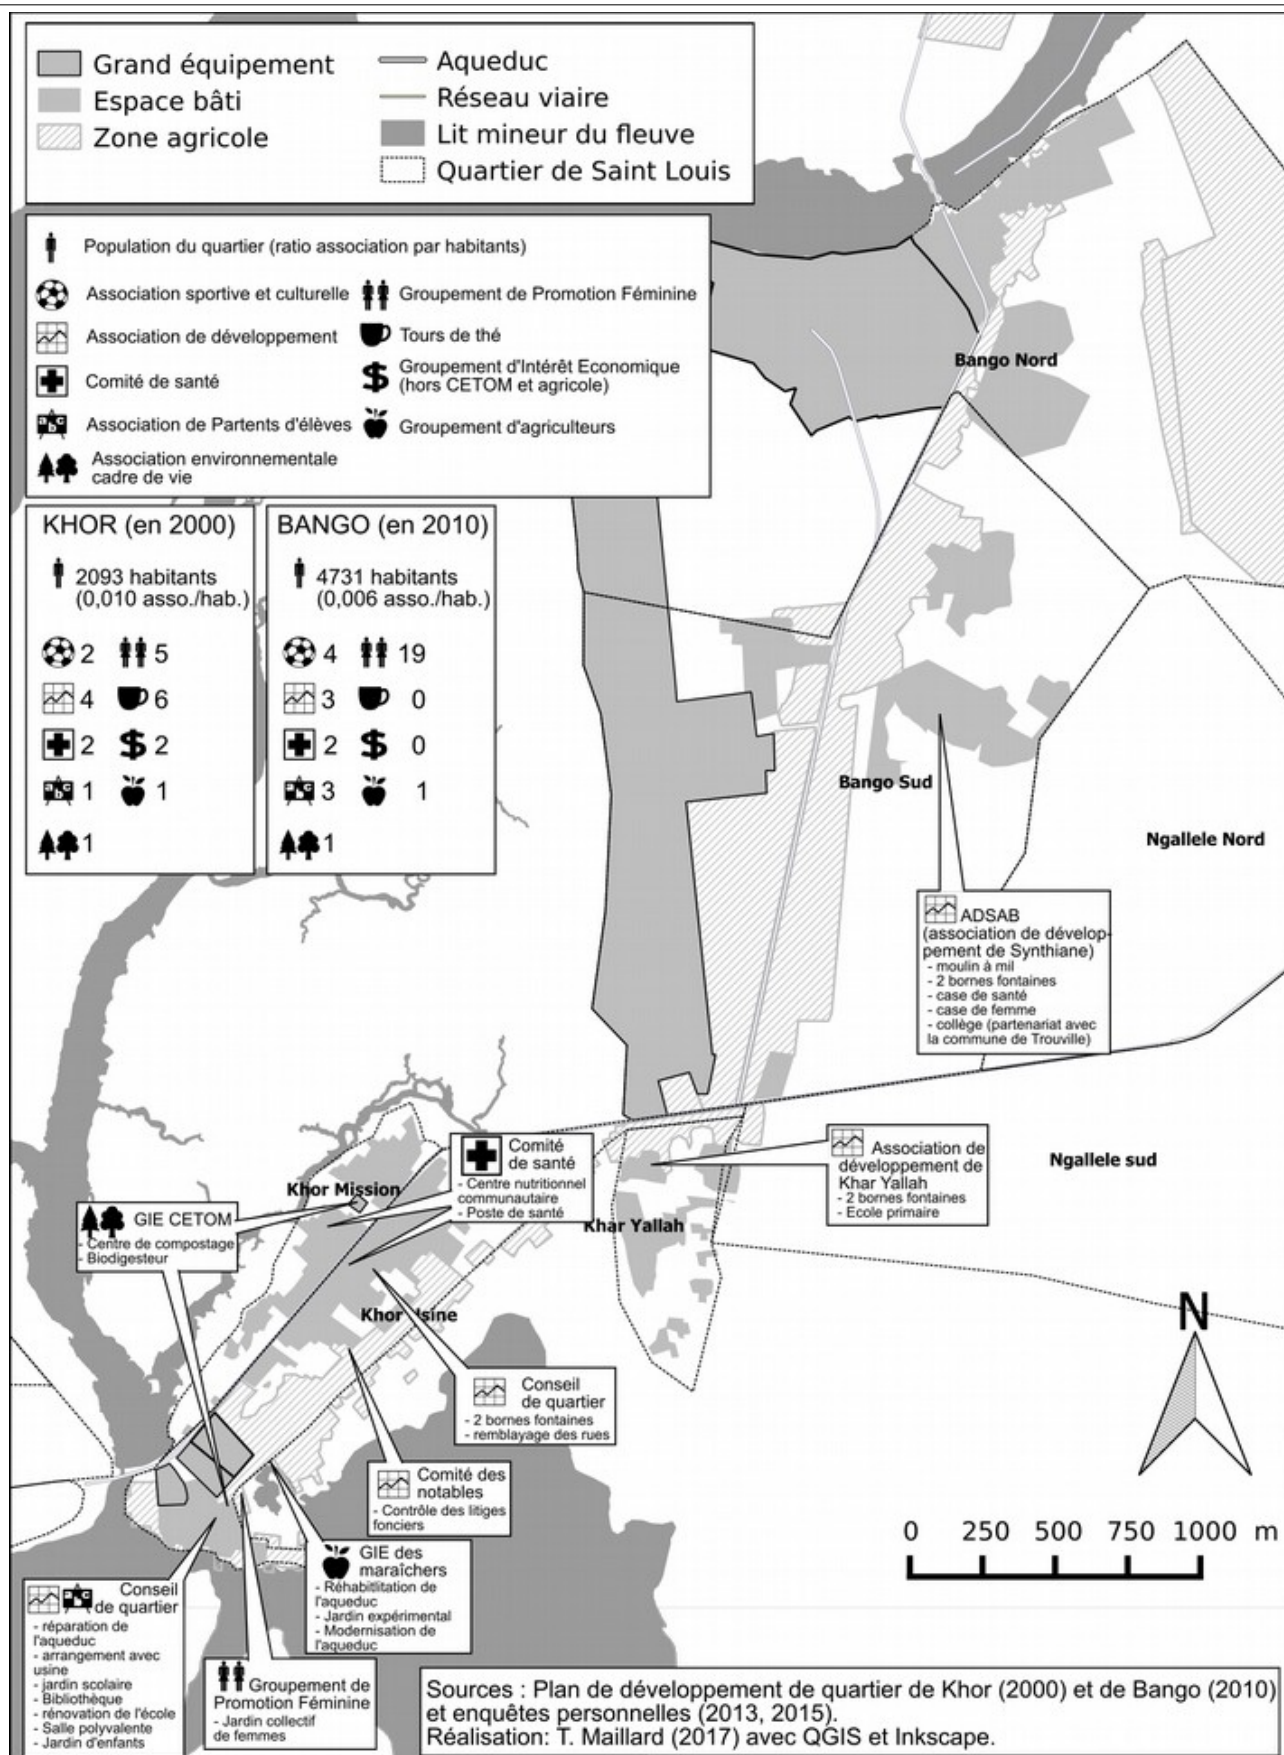 Grand équipement
Espace bâti
Zone agricole
Aqueduc
Réseau viaire
Lit mineur du fleuve
Quartier de Saint Louis
Population du quartier (ratio association par habitants)
Association sportive et culturelle
Association de développement
Comité de santé
Association de Partents d'élèves
Association environnementale
cadre de vie
Groupement de Promotion Féminine
Tours de thé
Groupement d'Intérêt Economique
(hors CETOM et agricole)
Groupement d'agriculteurs
KHOR (en 2000)
2093 habitants
(0,010 asso./hab.)
2 5
4 6
2 2
1 1
1
BANGO (en 2010)
4731 habitants
(0,006 asso./hab.)
4 19
3 0
2 0
3 1
1
Bango Nord
Bango Sud
Ngallele Nord
ADSAB
(association de dévelop-
pement de Synthiane)
- moulin à mil
- 2 bornes fontaines
- case de santé
- case de femme
- collège (partenariat avec
la commune de Trouville)
Comité
de santé
- Centre nutritionnel
communautaire
- Poste de santé
Association de
développement de
Khar Yallah
- 2 bornes fontaines
- Ecole primaire
Ngallele sud
Khor Mission
Khar Yallah
GIE CETOM
- Centre de compostage
- Biodigesteur
Khor Usine
Conseil
de quartier
- 2 bornes fontaines
- remblayage des rues
Comité des
notables
- Contrôle des litiges
fonciers
GIE des
maraîchers
- Réhabitlitation de
l'aqueduc
- Jardin expérimental
- Modernisation de
l'aqueduc
Conseil
de quartier
- réparation de
l'aqueduc
- arrangement avec
usine
- jardin scolaire
- Bibliothèque
- rénovation de l'école
- Salle polyvalente
- Jardin d'enfants
Groupement de
Promotion Féminine
- Jardin collectif
de femmes
N
0 250 500 750 1000 m
Sources : Plan de développement de quartier de Khor (2000) et de Bango (2010)
et enquêtes personnelles (2013, 2015).
Réalisation: T. Maillard (2017) avec QGIS et Inkscape.